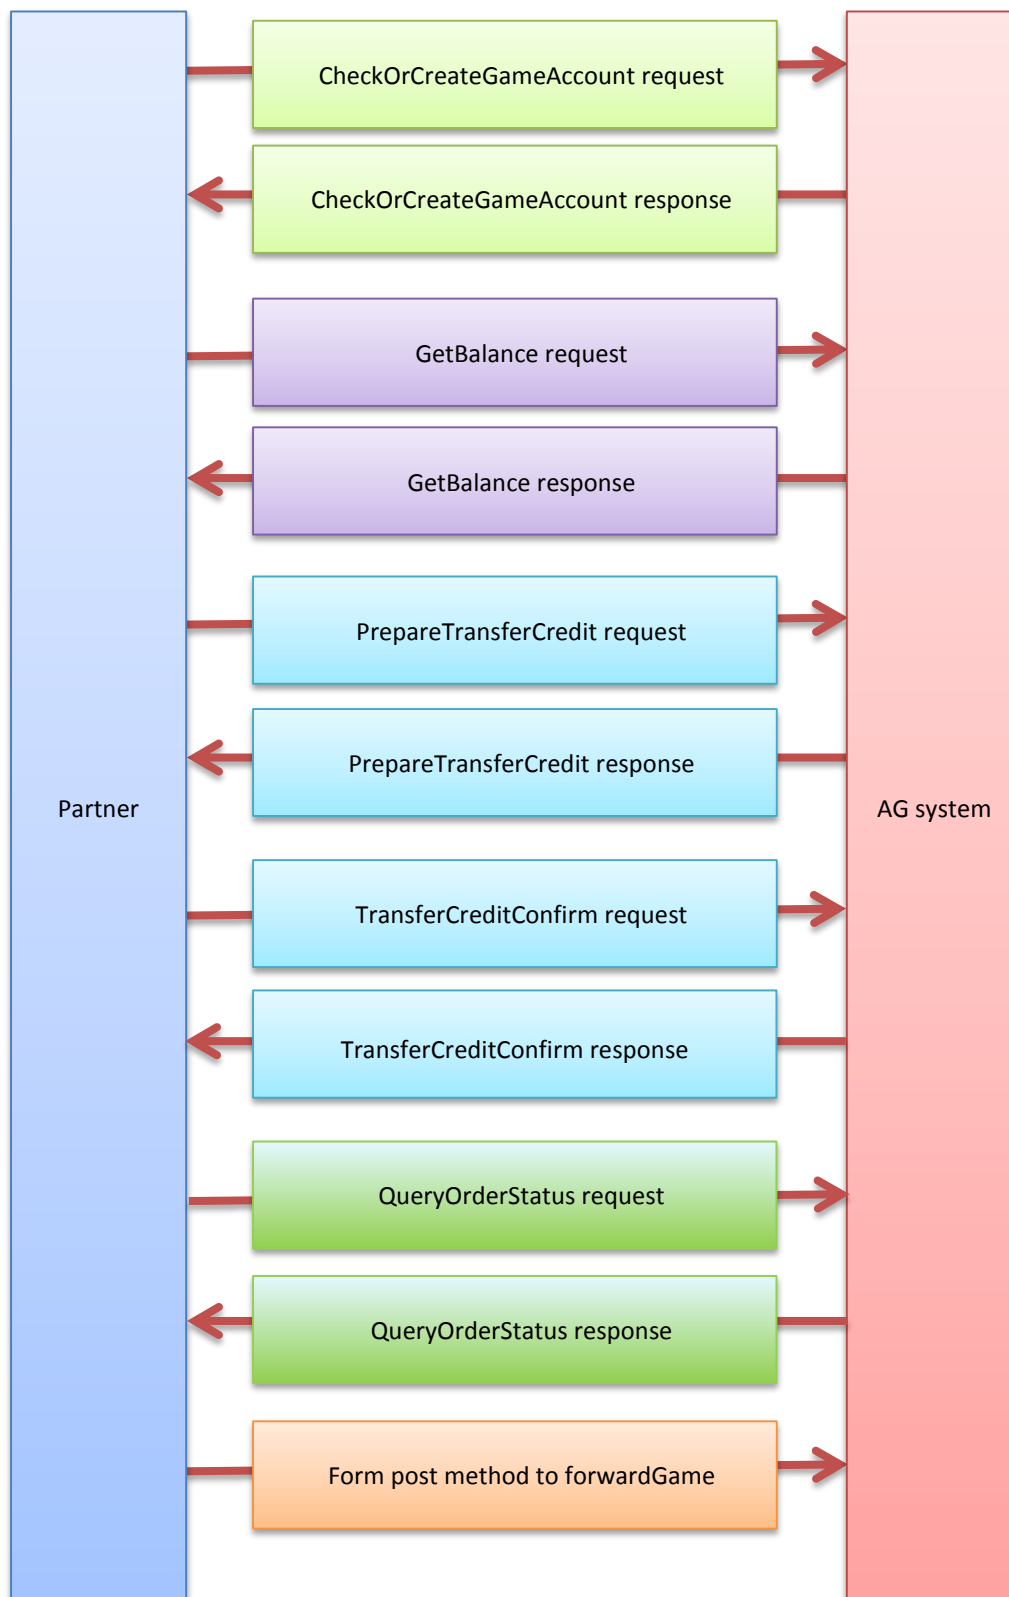 CheckOrCreateGameAccount request
CheckOrCreateGameAccount response
GetBalance request
GetBalance response
PrepareTransferCredit request
PrepareTransferCredit response
Partner
AG system
TransferCreditConfirm request
TransferCreditConfirm response
QueryOrderStatus request
QueryOrderStatus response
Form post method to forwardGame